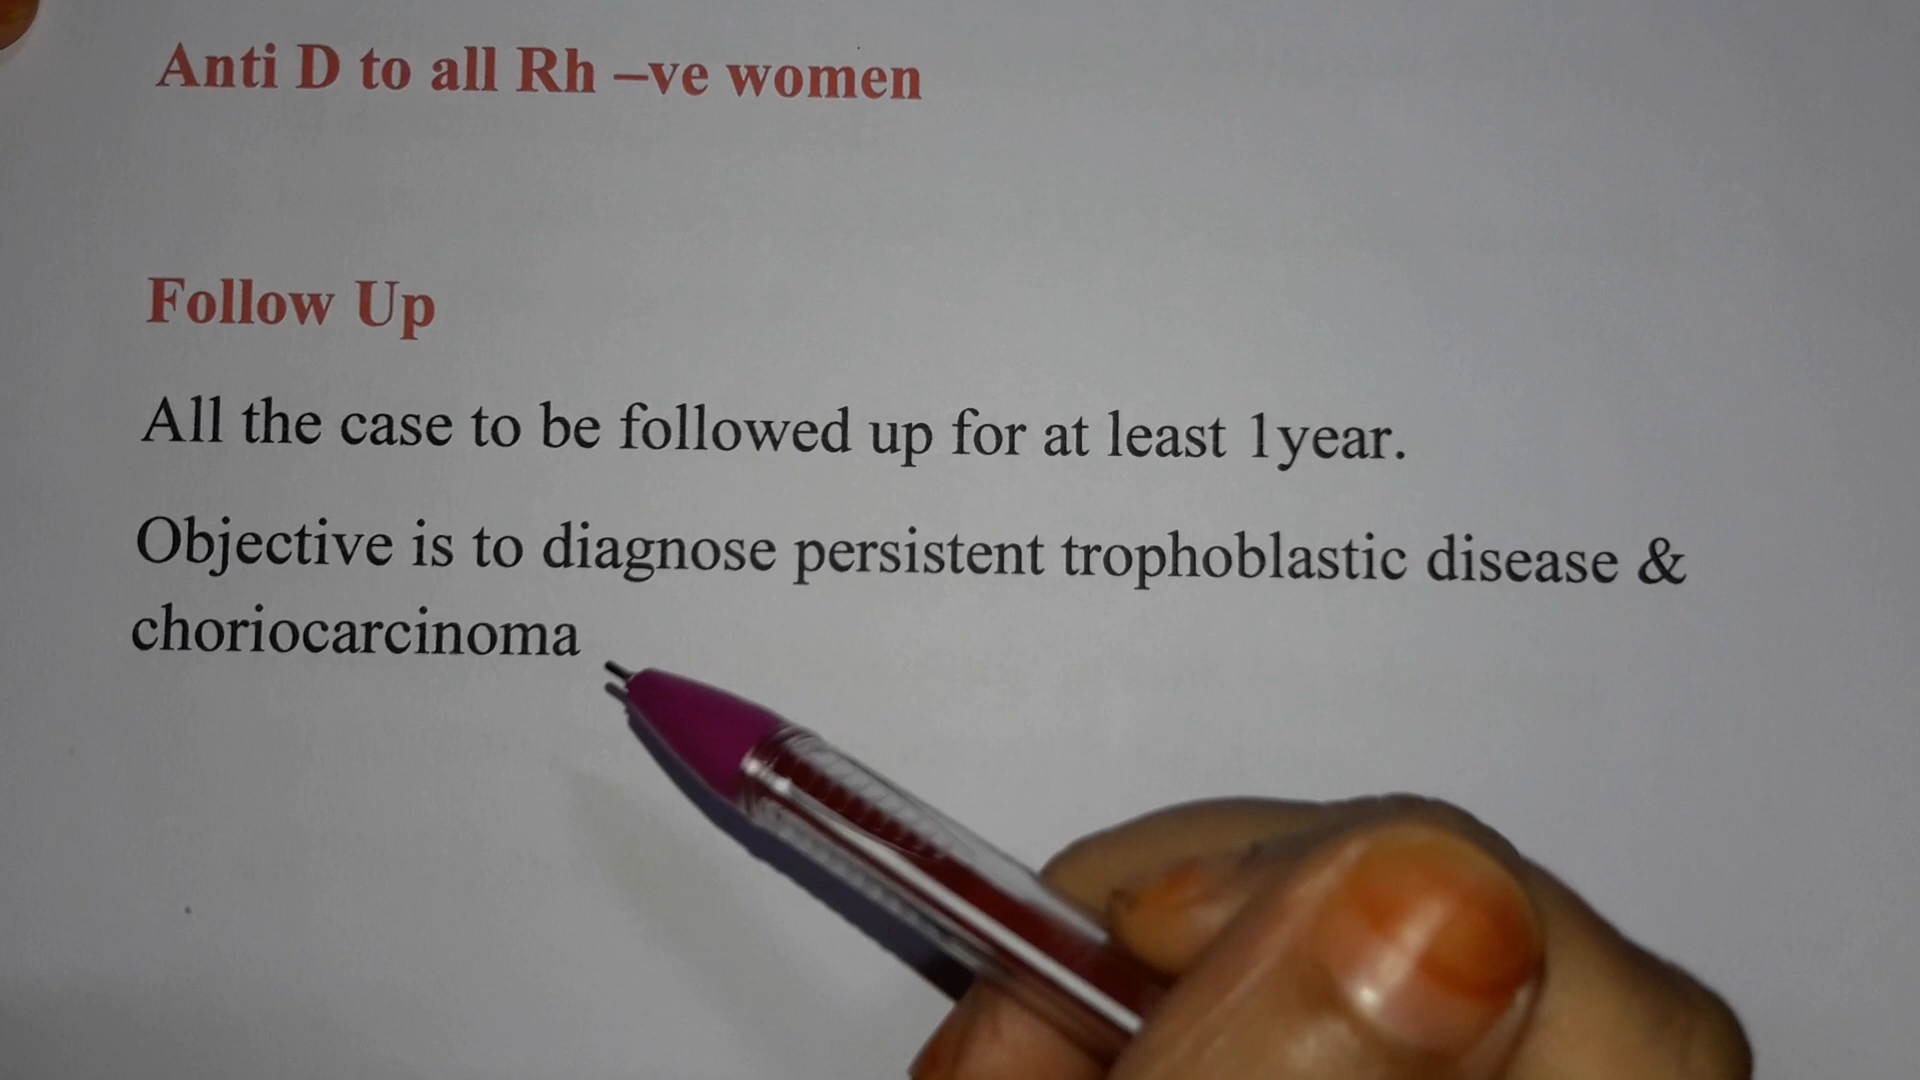 Anti D to all Rh –ve women
Follow Up
All the case to be followed up for at least 1year.
Objective is to diagnose persistent trophoblastic disease &
choriocarcinoma